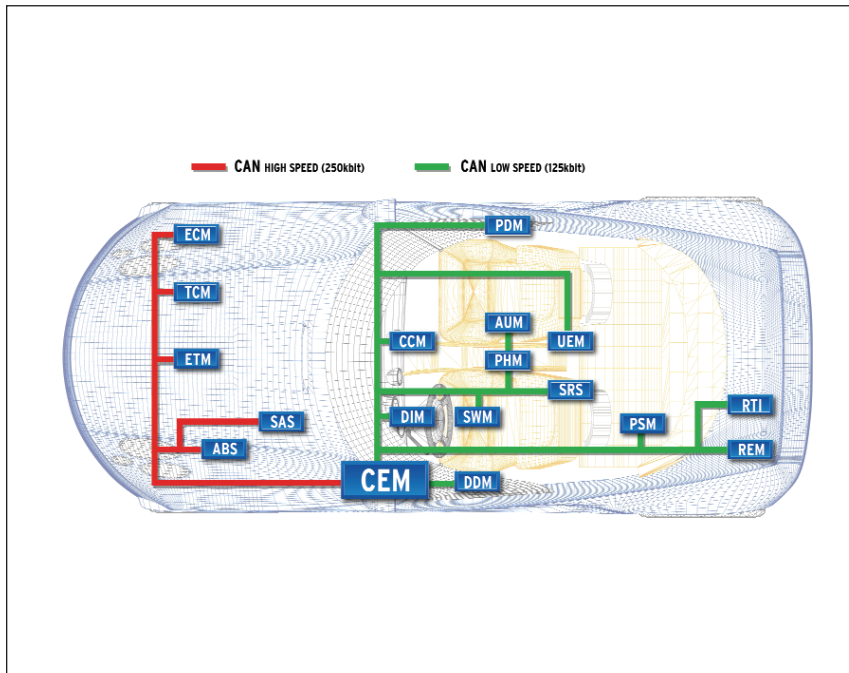 CAN HIGH SPEED (250kbit) CAN LOW SPEED (125kbit)
ECM
PDM
TCM
AUM
CCM
UEM
ETM
PHM
SRS
RTI
SAS
DIM
SWM
PSM
ABS
REM
CEM
DDM